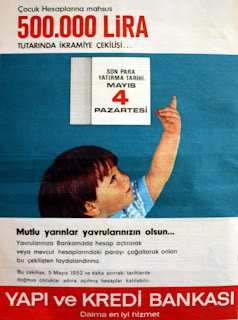 Çocuk Hesaplarına mahsus
500.000 LİRA
TUTARINDA İKRAMİYE ÇEKİLİŞİ...
SON PARA
YATIRMA TARİHİ:
MAYIS
4
PAZARTESİ
Mutlu yarınlar yavrularınızın olsun...
Yavrularınıza Bankamızda hesap açtırarak
veya mevcut hesaplarındaki parayı çoğaltarak onları
bu çekilişten faydalandırınız.
Bu çekilişe, 5 Mayıs 1952 ve daha sonraki tarihlerde
doğmuş çocuklar adına açılmış hesaplar katılabilir.
YAPI ve KREDİ BANKASI
Daima en iyi hizmet